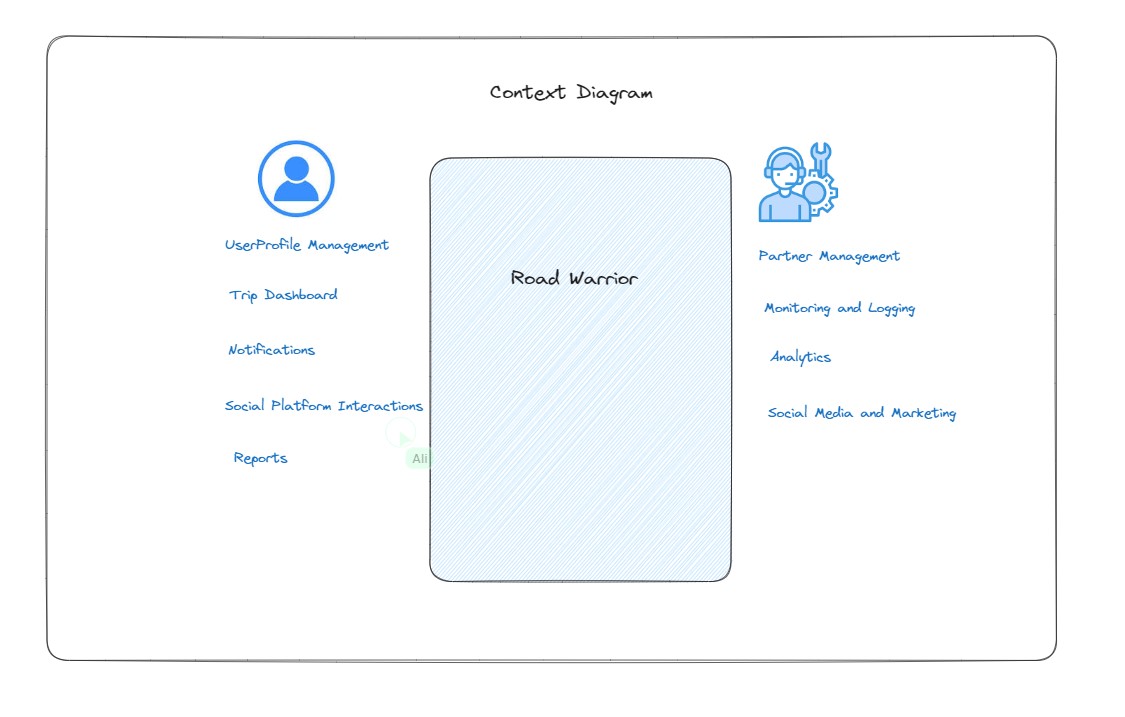 Context Diagram
Road Warrior
UserProfile Management
Trip Dashboard
Notifications
Social Platform Interactions
Reports
Ali
Partner Management
Monitoring and Logging
Analytics
Social Media and Marketing